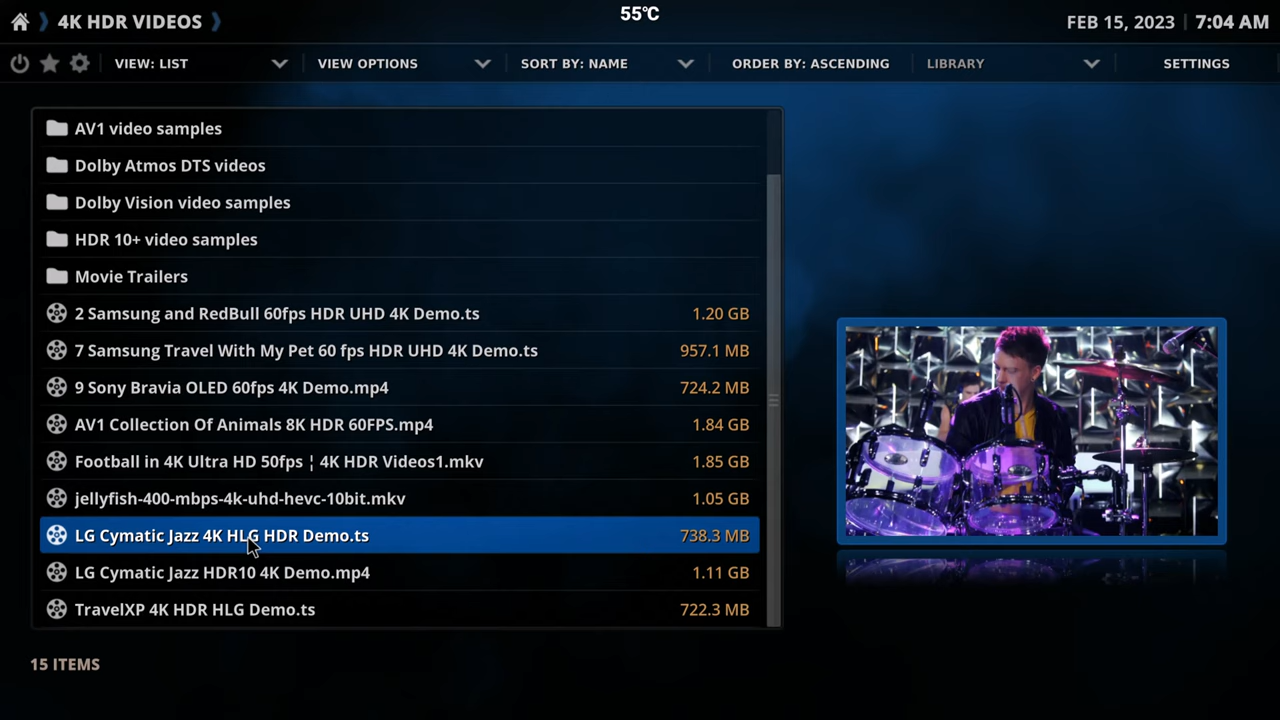 55°C
4K HDR VIDEOS
FEB 15, 2023 | 7:04 AM
VIEW: LIST VIEW OPTIONS SORT BY: NAME ORDER BY: ASCENDING LIBRARY SETTINGS
AV1 video samples
Dolby Atmos DTS videos
Dolby Vision video samples
HDR 10+ video samples
Movie Trailers
2 Samsung and RedBull 60fps HDR UHD 4K Demo.ts 1.20 GB
7 Samsung Travel With My Pet 60 fps HDR UHD 4K Demo.ts 957.1 MB
9 Sony Bravia OLED 60fps 4K Demo.mp4 724.2 MB
AV1 Collection Of Animals 8K HDR 60FPS.mp4 1.84 GB
Football in 4K Ultra HD 50fps ¦ 4K HDR Videos1.mkv 1.85 GB
jellyfish-400-mbps-4k-uhd-hevc-10bit.mkv 1.05 GB
LG Cymatic Jazz 4K HLG HDR Demo.ts 738.3 MB
LG Cymatic Jazz HDR10 4K Demo.mp4 1.11 GB
TravelXP 4K HDR HLG Demo.ts 722.3 MB
15 ITEMS